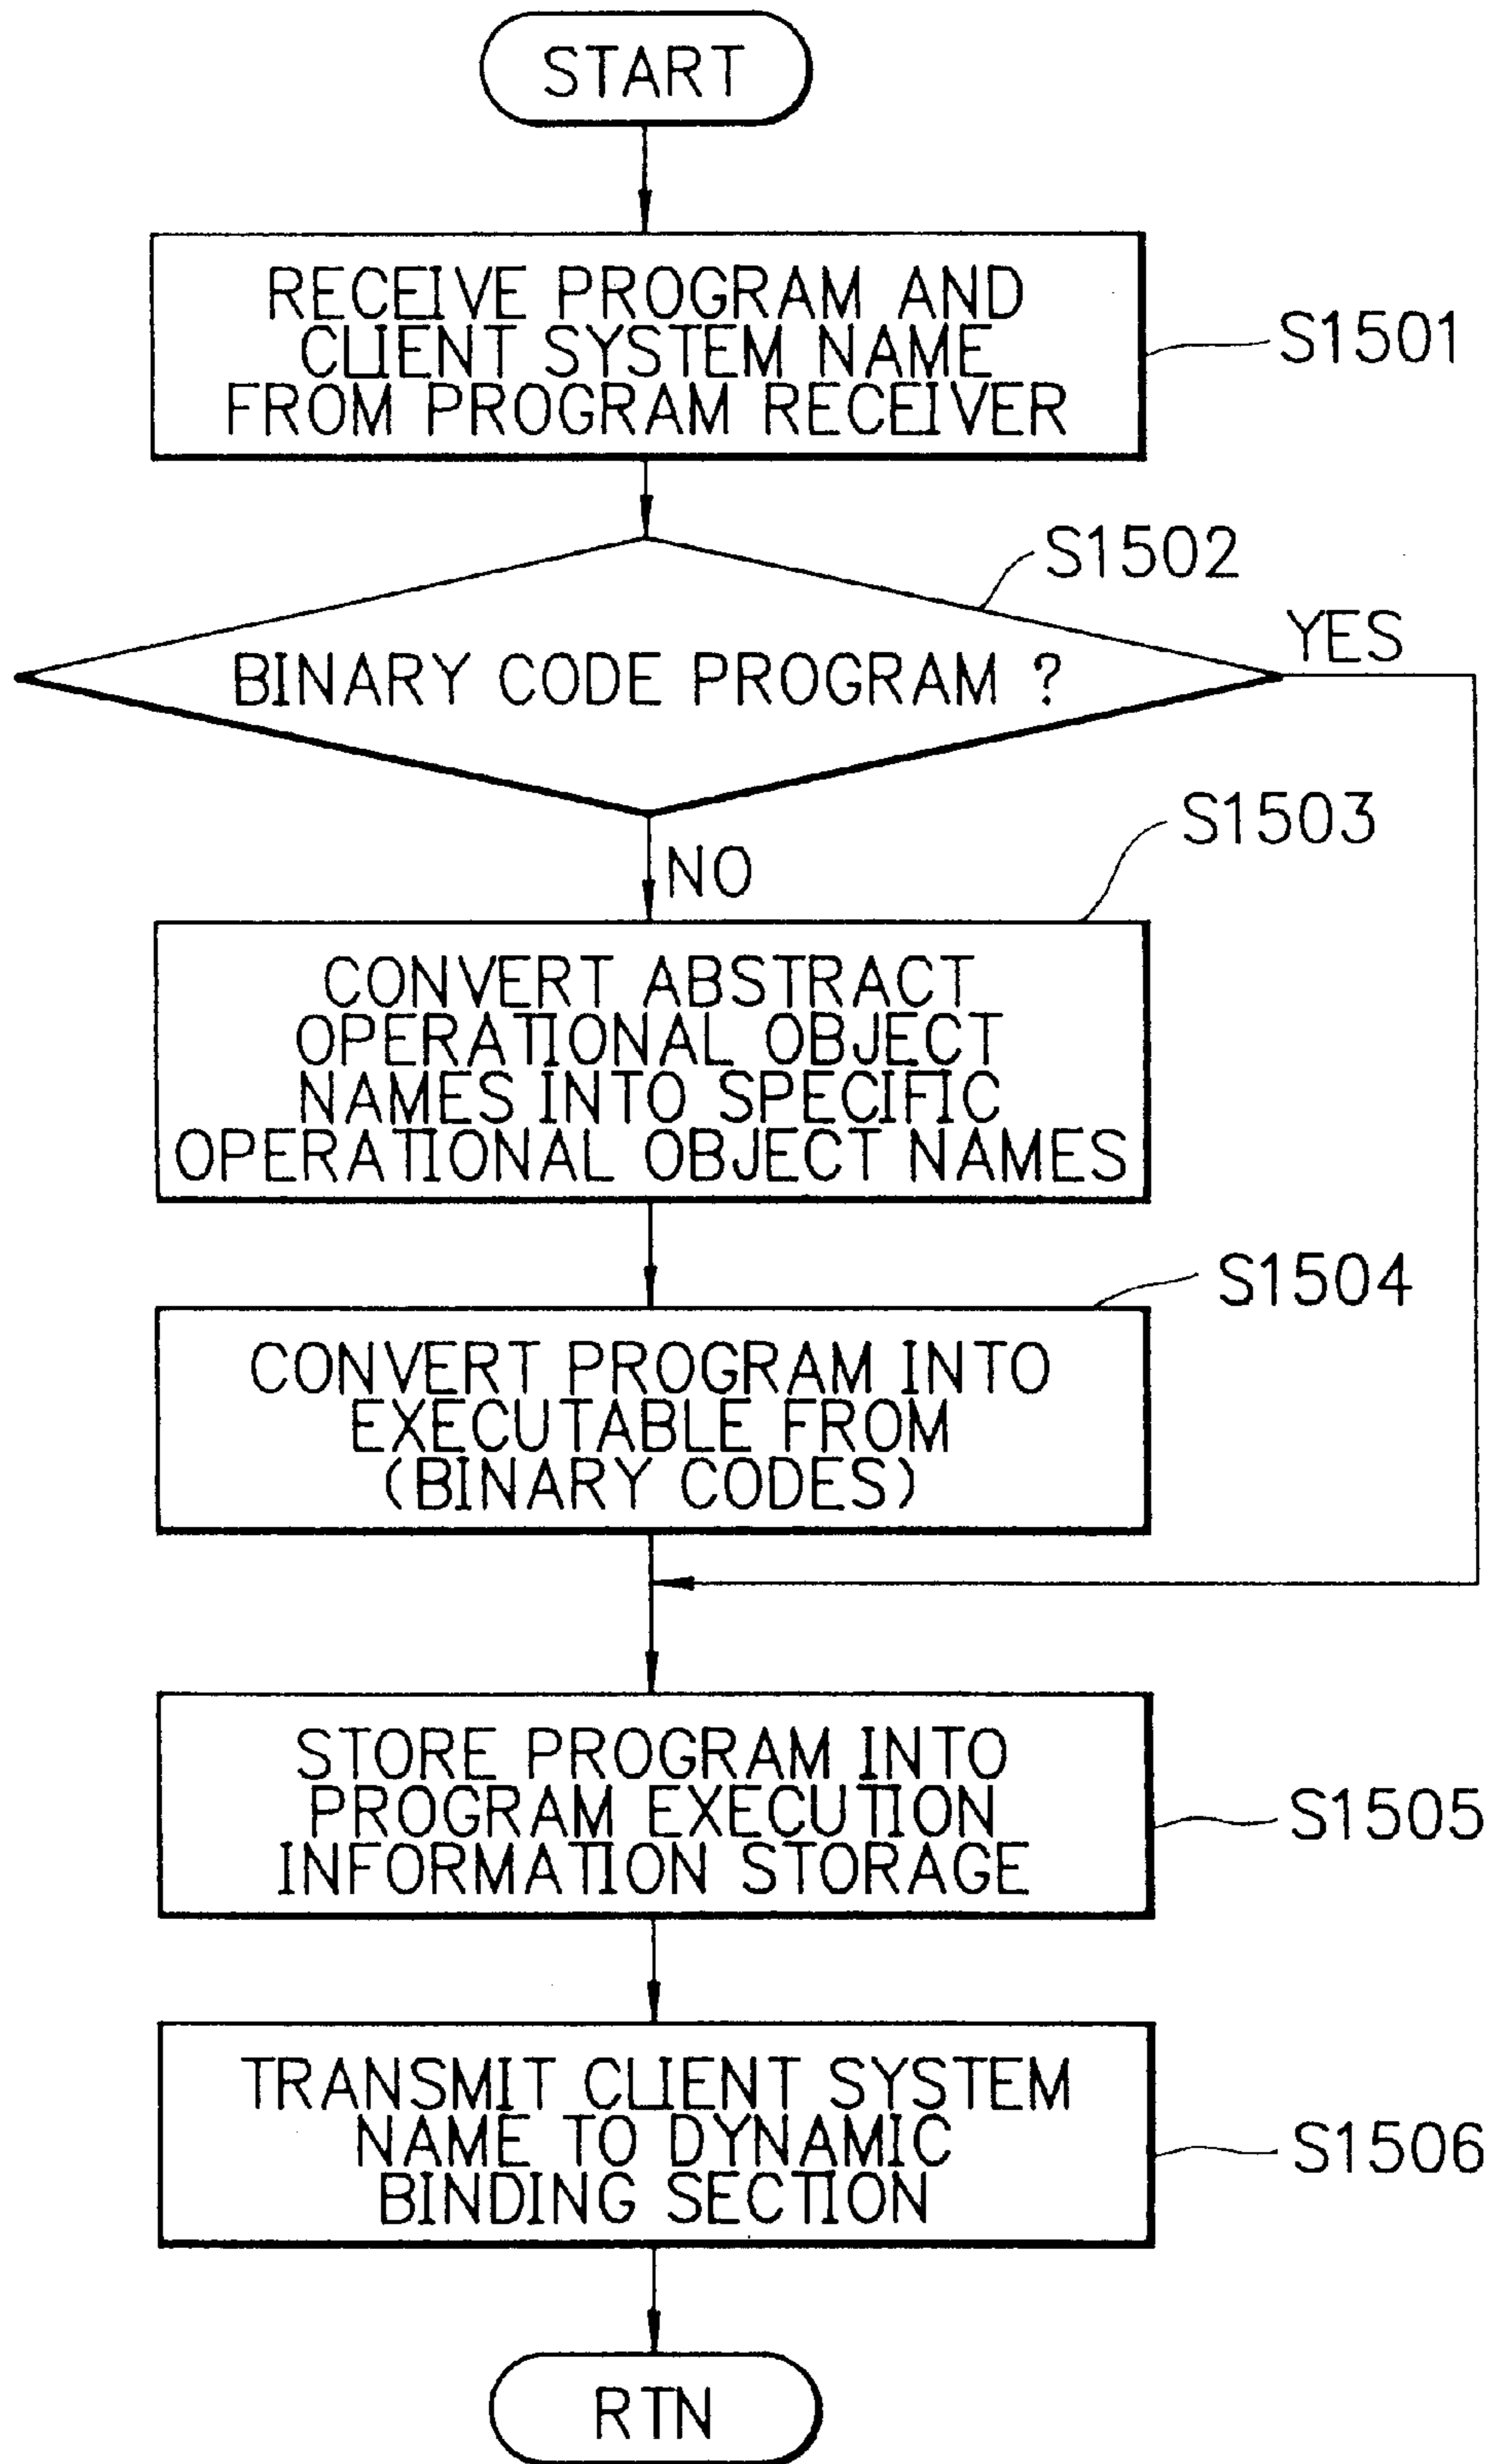 START
RECEIVE PROGRAM AND
CLIENT SYSTEM NAME
FROM PROGRAM RECEIVER
S1501
S1502
BINARY CODE PROGRAM ?
YES
NO
S1503
CONVERT ABSTRACT
OPERATIONAL OBJECT
NAMES INTO SPECIFIC
OPERATIONAL OBJECT NAMES
S1504
CONVERT PROGRAM INTO
EXECUTABLE FROM
(BINARY CODES)
STORE PROGRAM INTO
PROGRAM EXECUTION
INFORMATION STORAGE
S1505
TRANSMIT CLIENT SYSTEM
NAME TO DYNAMIC
BINDING SECTION
S1506
RTN